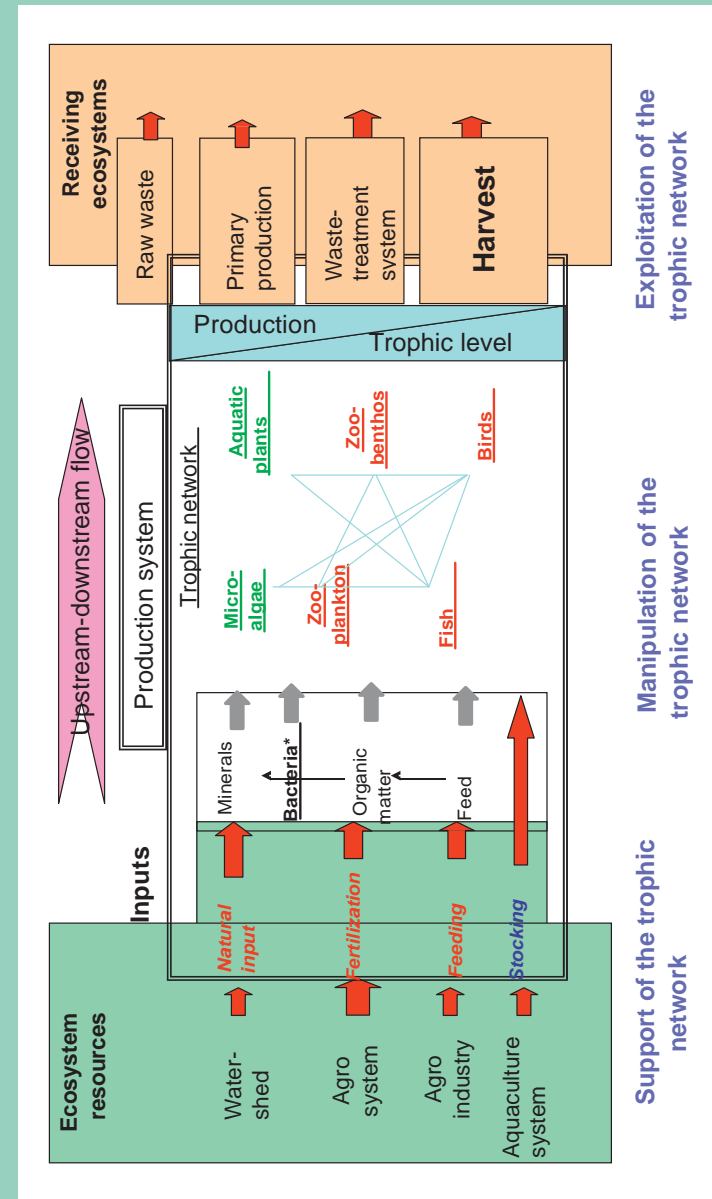 Upstream-downstream flow
Ecosystem
resources
Inputs
Production system
Receiving
ecosystems
Water-
shed
Agro
system
Agro
industry
Aquaculture
system
Natural
input
Fertilization
Feeding
Stocking
Minerals
Bacteria*
Organic
matter
Feed
Trophic network
Micro-
algae
Aquatic
plants
Zoo-
plankton
Zoo-
benthos
Fish
Birds
Production
Trophic level
Raw waste
Primary
production
Waste-
treatment
system
Harvest
Support of the trophic
network
Manipulation of the
trophic network
Exploitation of the
trophic network